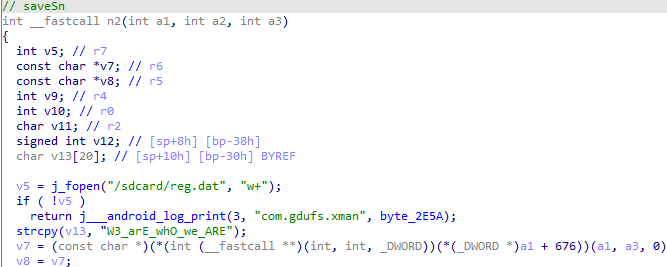 // saveSn
int __fastcall n2(int a1, int a2, int a3)
{
int v5; // r7
const char *v7; // r6
const char *v8; // r5
int v9; // r4
int v10; // r0
char v11; // r2
signed int v12; // [sp+8h] [bp-38h]
char v13[20]; // [sp+10h] [bp-30h] BYREF
v5 = j_fopen("/sdcard/reg.dat", "w+");
if ( !v5 )
return j___android_log_print(3, "com.gdufs.xman", byte_2E5A);
strcpy(v13, "W3_arE_whO_we_ARE");
v7 = (const char *)(*(int (__fastcall **)(int, int, _DWORD))(*(_DWORD *)a1 + 676))(a1, a3, 0);
v8 = v7;